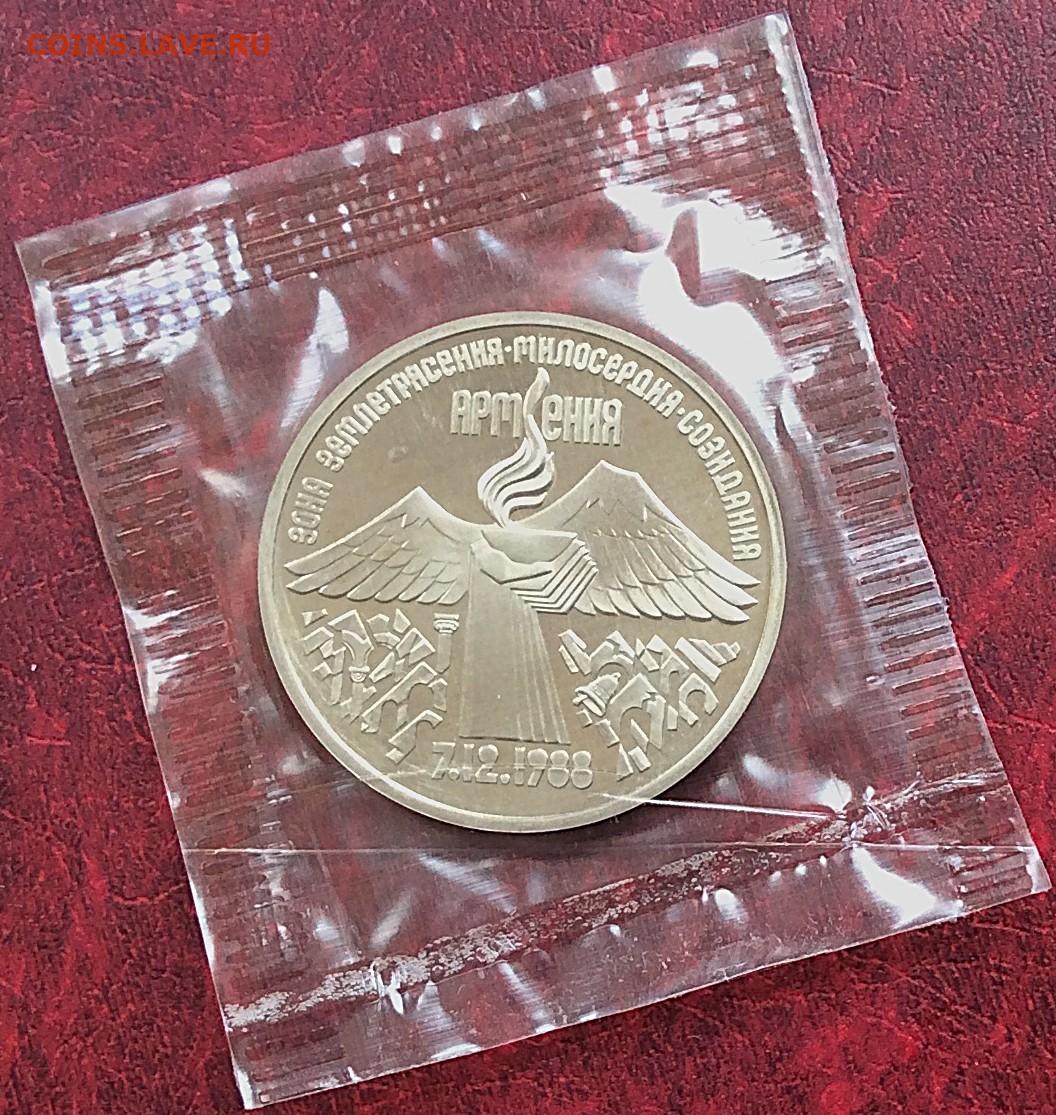 COINS.LAVE.RU
ЗОНА ЗЕМЛЕТРЯСЕНИЯ·МИЛОСЕРДИЯ·СОЗИДАНИЯ
АРМЕНИЯ
7.12.1988